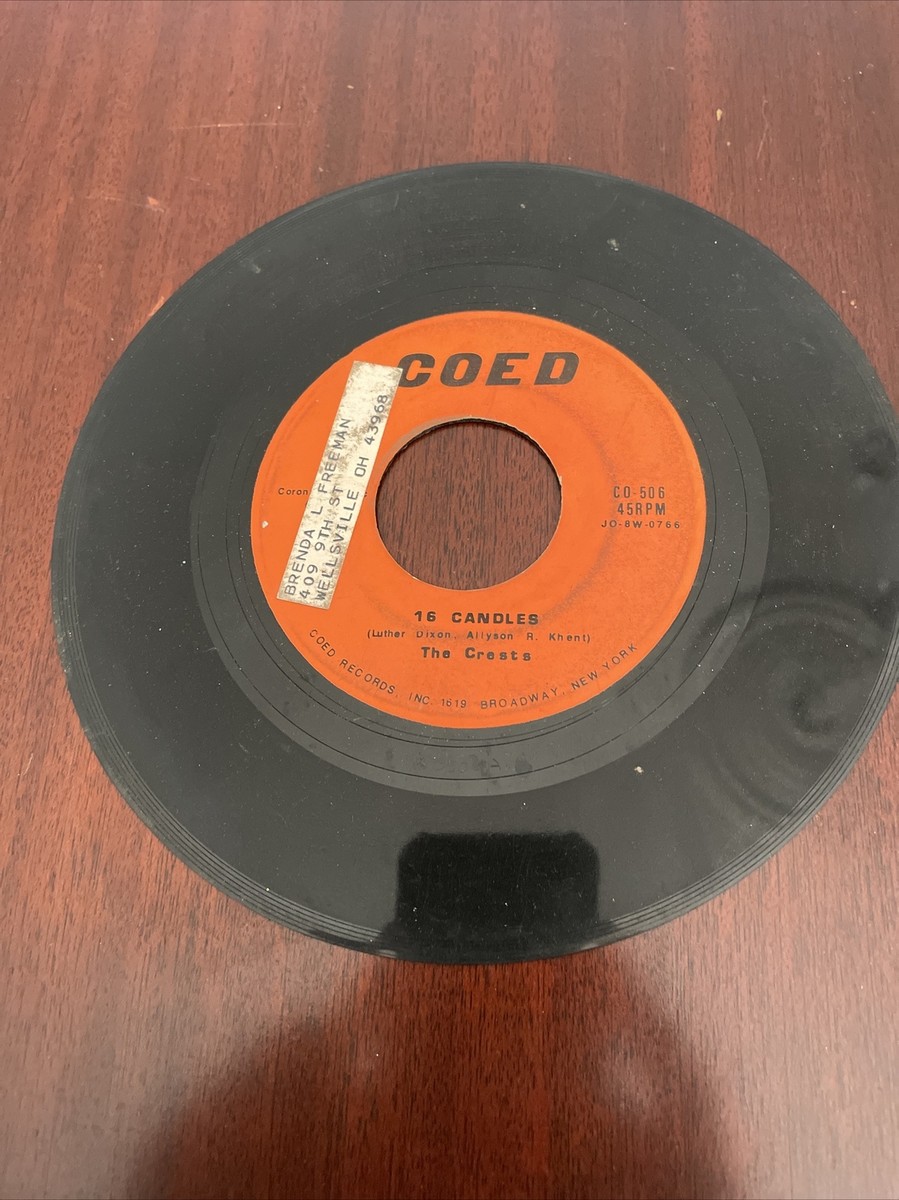 COED
BRENDA L FREEMAN
409 9TH ST
WELLSVILLE OH 43968
CO-506
45RPM
JO-8W-0766
16 CANDLES
(Luther Dixon, Allyson R. Khent)
The Crests
COED RECORDS, INC. 1619 BROADWAY, NEW YORK